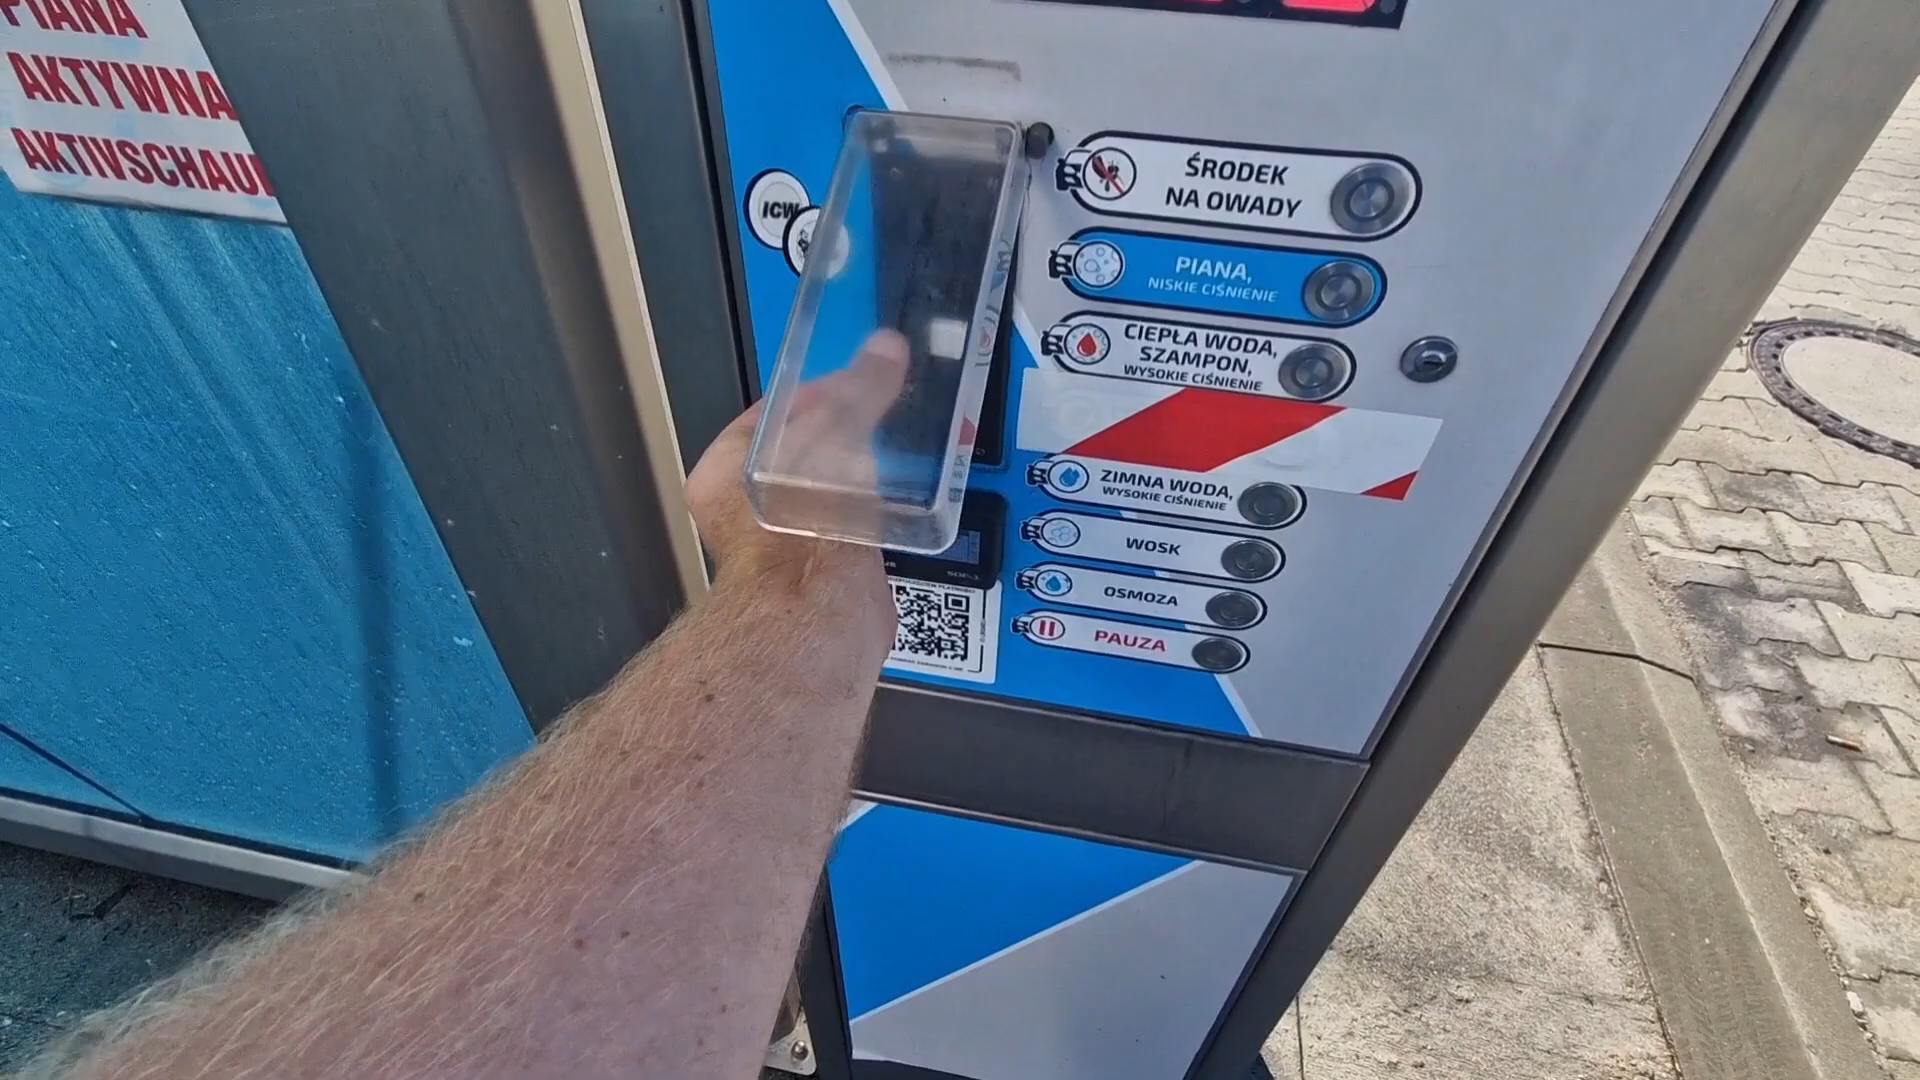 PIANA
AKTYWNA
AKTIVSCHAU
ICW
ŚRODEK
NA OWADY
PIANA,
NISKIE CIŚNIENIE
CIEPŁA WODA,
SZAMPON,
WYSOKIE CIŚNIENIE
ZIMNA WODA,
WYSOKIE CIŚNIENIE
WOSK
OSMOZA
PAUZA